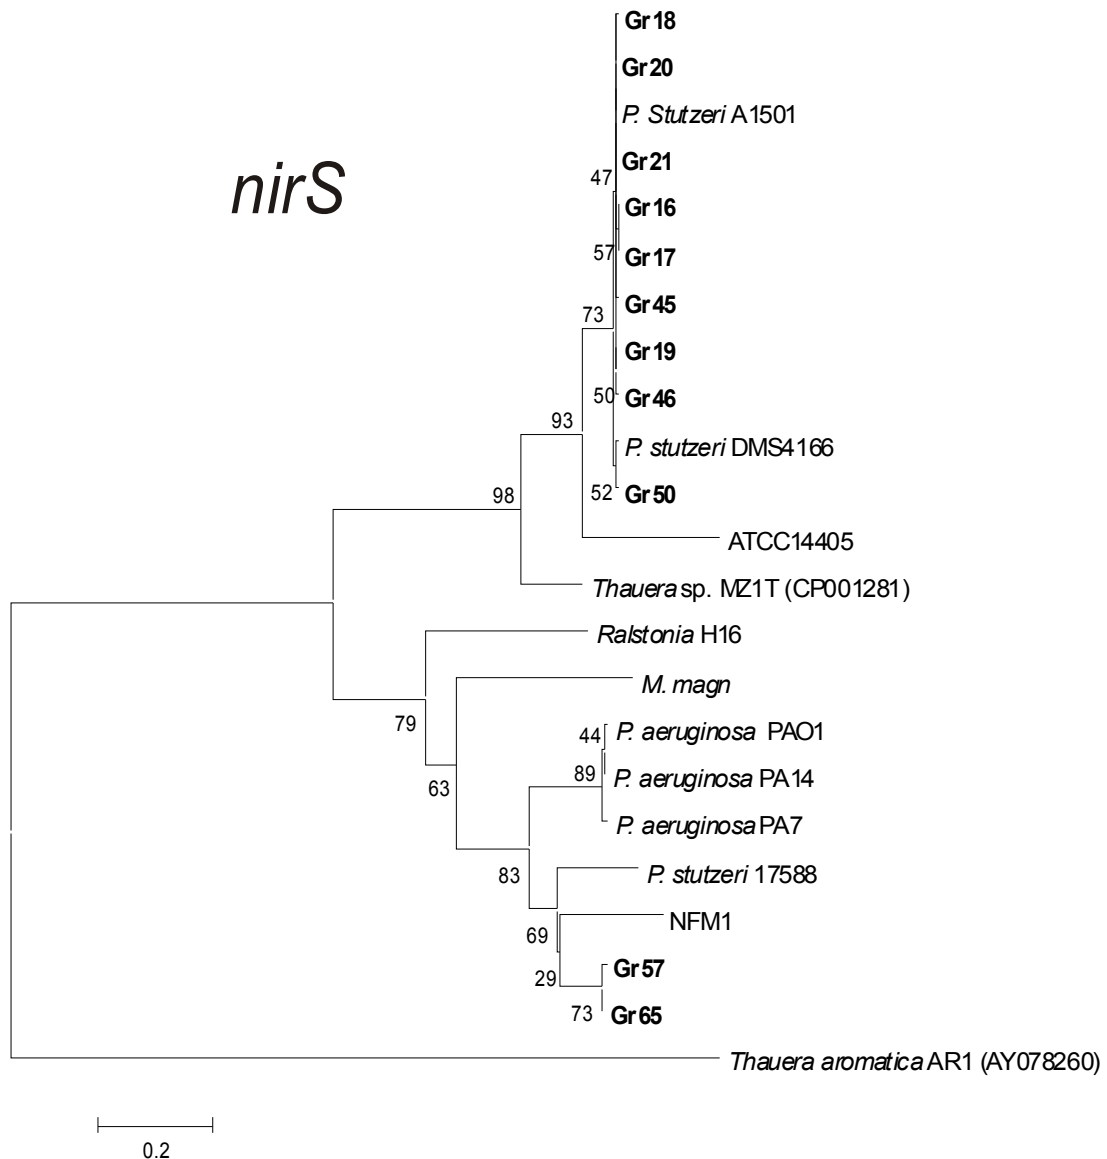 Gr18
Gr20
P. Stutzeri A1501
nirS
47
Gr21
Gr16
57
Gr17
Gr45
73
Gr19
50
Gr46
93
P. stutzeri DMS4166
98
52
Gr50
ATCC14405
Thauera sp. MZ1T (CP001281)
Ralstonia H16
M. magn
79
44
P. aeruginosa PAO1
89
P. aeruginosa PA14
63
P. aeruginosa PA7
83
P. stutzeri 17588
NFM1
69
Gr57
29
73
Gr65
Thauera aromatica AR1 (AY078260)
0.2